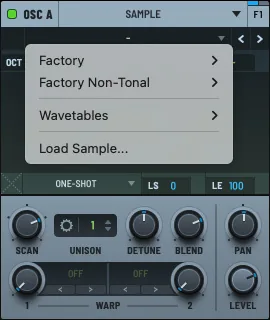 OSC A SAMPLE F1
-
OCT
Factory
Factory Non-Tonal
Wavetables
Load Sample...
ONE-SHOT LS 0 LE 100
1
SCAN UNISON DETUNE BLEND PAN
OFF OFF
1 WARP 2 LEVEL